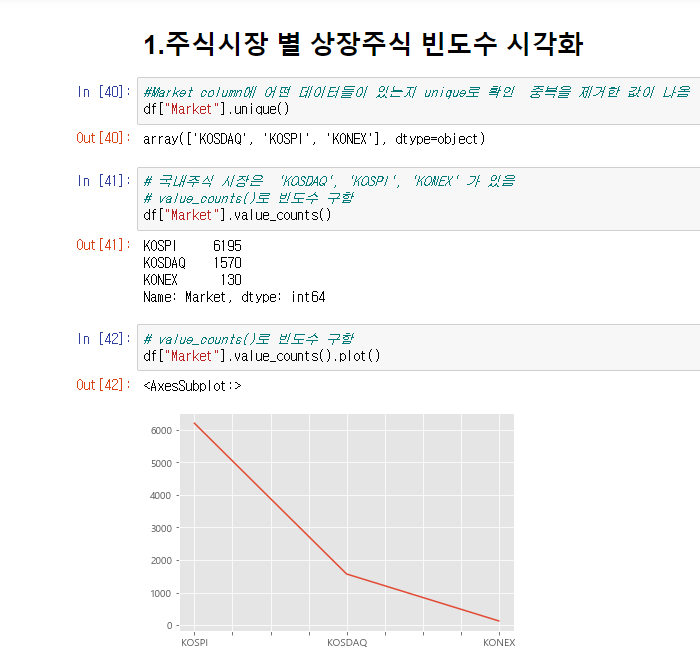 1.주식시장 별 상장주식 빈도수 시각화
In [40]: #Market column에 어떤 데이터들이 있는지 unique로 확인 중복을 제거한 값이 나옴
df["Market"].unique()
Out[40]: array(['KOSDAQ', 'KOSPI', 'KONEX'], dtype=object)
In [41]: # 국내주식 시장은 'KOSDAQ', 'KOSPI', 'KONEX' 가 있음
# value_counts()로 빈도수 구함
df["Market"].value_counts()
Out[41]: KOSPI 6195
KOSDAQ 1570
KONEX 130
Name: Market, dtype: int64
In [42]: # value_counts()로 빈도수 구함
df["Market"].value_counts().plot()
Out[42]: <AxesSubplot:>
6000
5000
4000
3000
2000
1000
0
KOSPI KOSDAQ KONEX